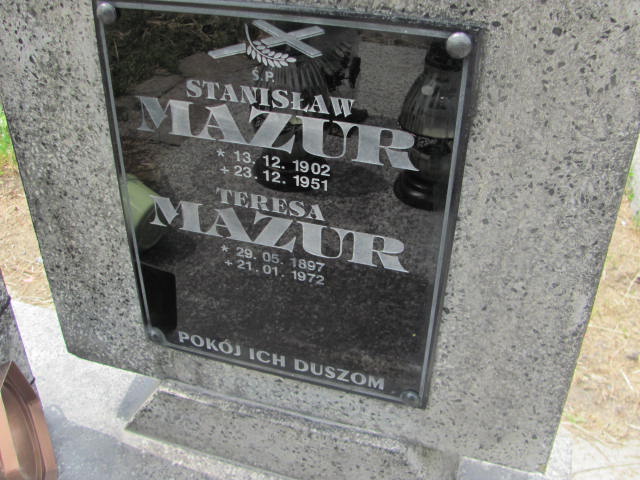 Ś.P.
STANISŁAW
MAZUR
* 13. 12. 1902
+ 23. 12. 1951
TERESA
MAZUR
* 29. 05. 1897
+ 21. 01. 1972
POKÓJ ICH DUSZOM